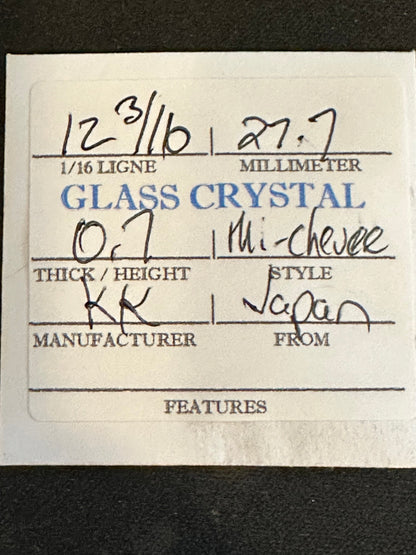 12 3/16 27.7
1/16 LIGNE MILLIMETER
GLASS CRYSTAL
0.7 Mi-chevee
THICK / HEIGHT STYLE
KK Japan
MANUFACTURER FROM
FEATURES